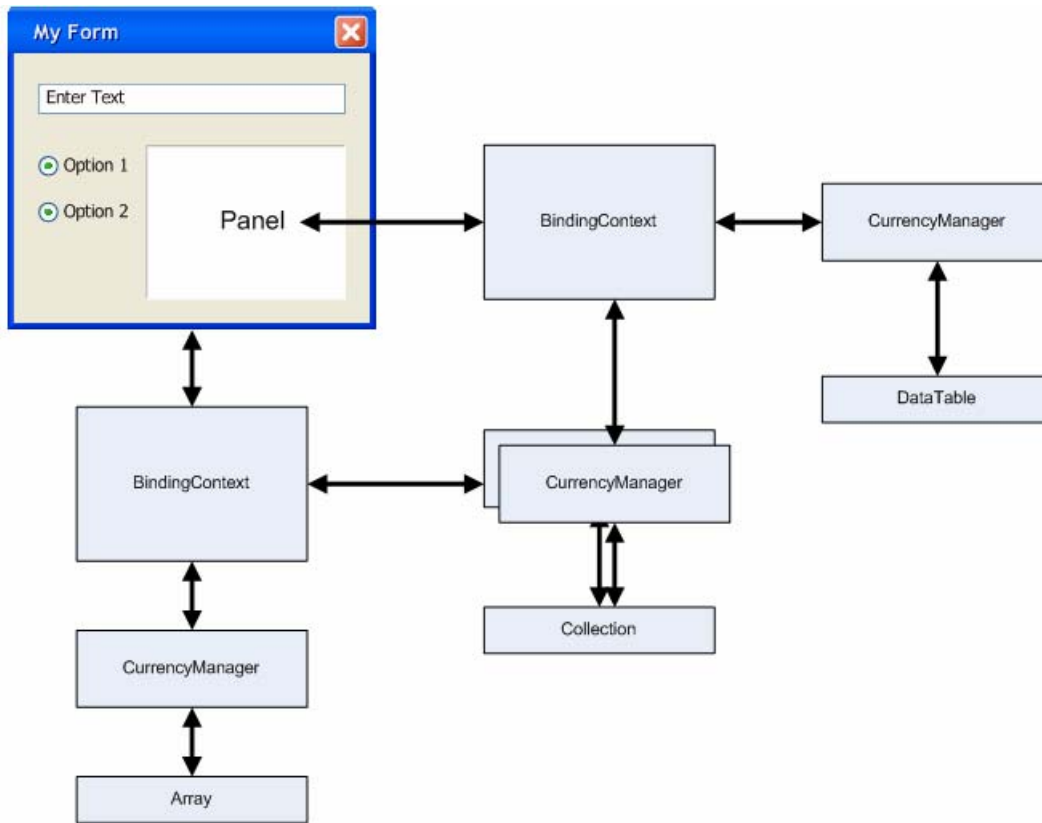 My Form
Enter Text
Option 1
Option 2
Panel
BindingContext
CurrencyManager
DataTable
BindingContext
CurrencyManager
Collection
CurrencyManager
Array